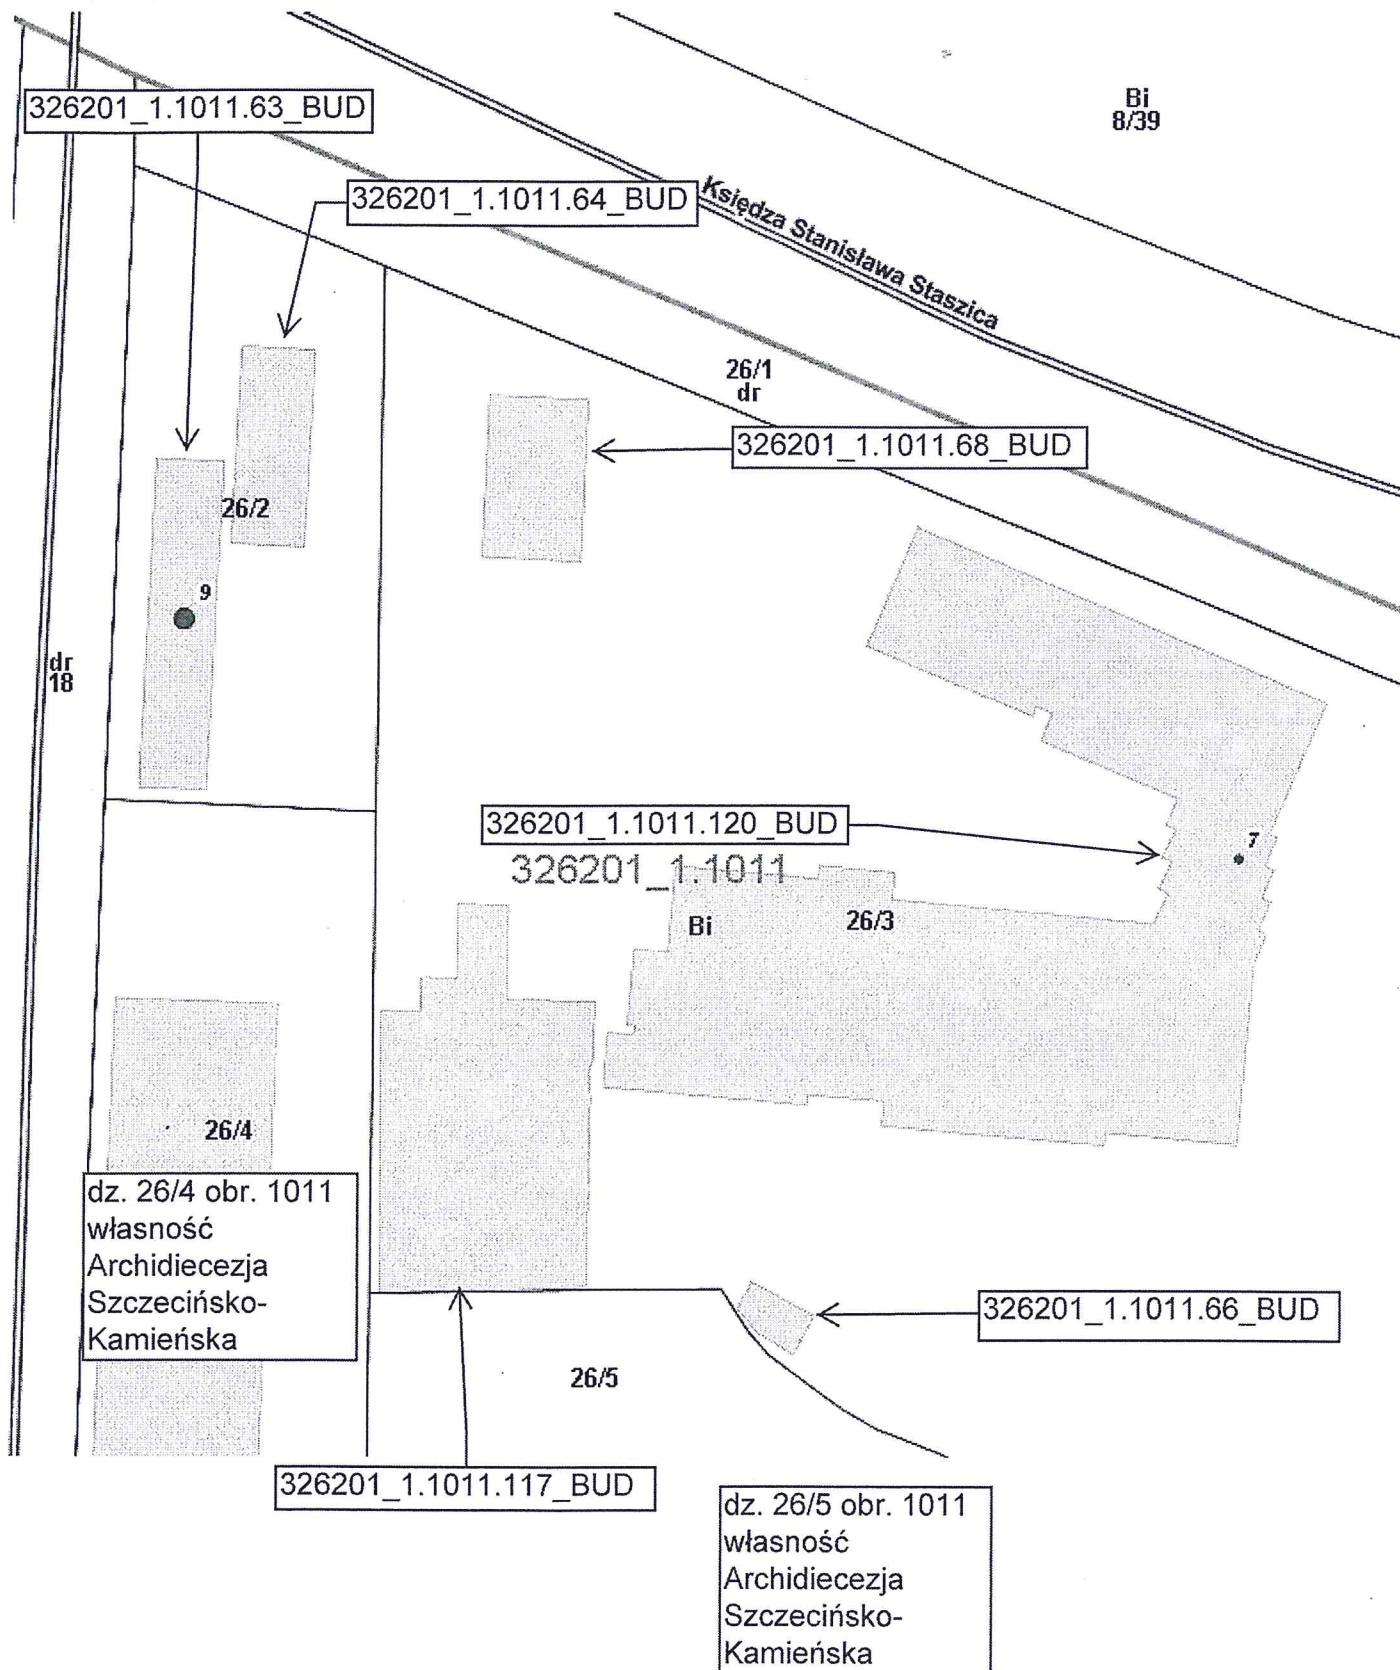 Bi
8/39
326201_1.1011.63_BUD
326201_1.1011.64_BUD
Księdza Stanisława Staszica
26/1
dr
326201_1.1011.68_BUD
26/2
9
dr
18
326201_1.1011.120_BUD
7
326201_1.1011
Bi
26/3
26/4
dz. 26/4 obr. 1011
własność
Archidiecezja
Szczecińsko-
Kamieńska
326201_1.1011.66_BUD
26/5
326201_1.1011.117_BUD
dz. 26/5 obr. 1011
własność
Archidiecezja
Szczecińsko-
Kamieńska